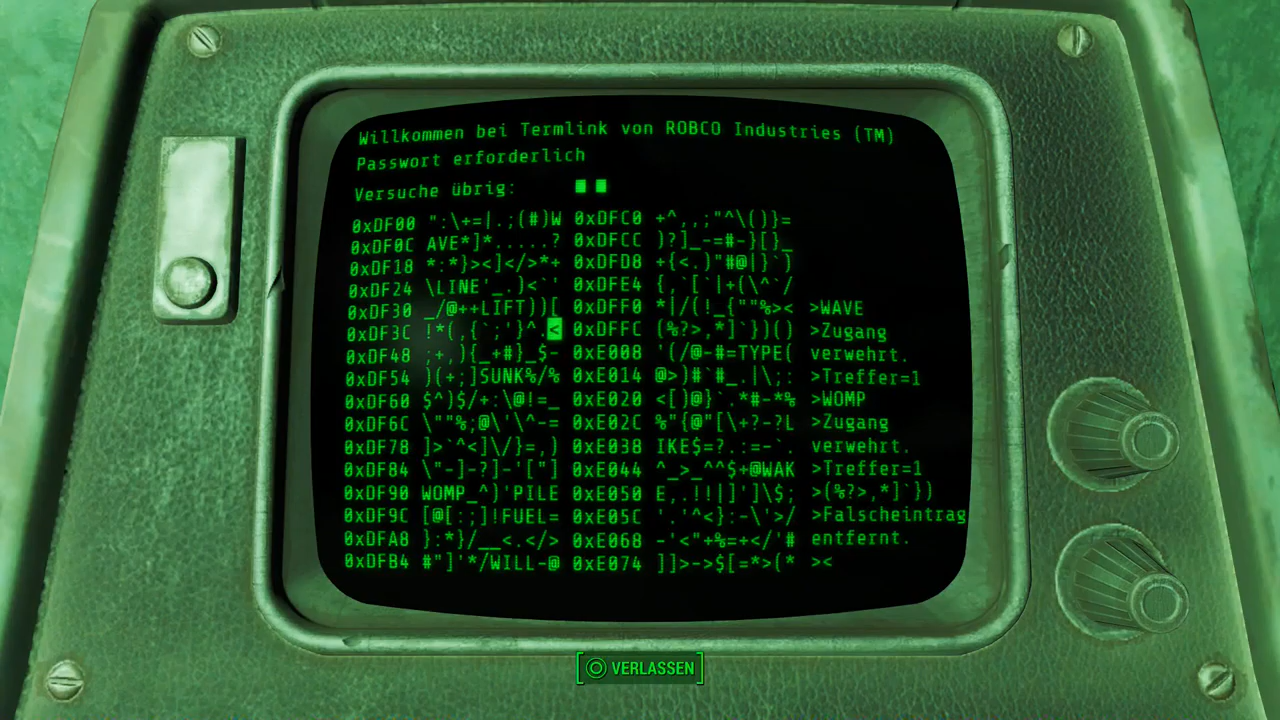 Willkommen bei Termlink von ROBCO Industries (TM)
Passwort erforderlich
Versuche übrig: ■ ■
0xDF00 ":\+=|.;(#)W 0xDFC0 +^,,;"^\()}=
0xDF0C AVE*]*.....? 0xDFCC )?]_-=#-}[}_
0xDF18 *:*}><]</>*+ 0xDFD8 +{<.)"#@|}`)
0xDF24 \LINE'_.)<`' 0xDFE4 {,`[`|+(\^`/
0xDF30 _/@++LIFT))[ 0xDFF0 *|/(!_{""%>< >WAVE
0xDF3C !*(,{`;'}^.< 0xDFFC (%?>,*]`})() >Zugang
0xDF48 ;+,){_+#}_$- 0xE008 '(/@-#=TYPE( verwehrt.
0xDF54 )(+;]SUNK%/% 0xE014 @>)#`#_.|\;: >Treffer=1
0xDF60 $^)$/+:\@!=_ 0xE020 <[)@}`.*#-*% >WOMP
0xDF6C \""%;@\'\^-= 0xE02C %"{@"[\+?-?L >Zugang
0xDF78 ]>`^<]\/}=,) 0xE038 IKE$=?.:=-`. verwehrt.
0xDF84 \"-]-?]-'["] 0xE044 ^_>_^^$+@WAK >Treffer=1
0xDF90 WOMP_^)'PILE 0xE050 E,.!!|]']\$; >(%?>,*]`})
0xDF9C [@[:;]!FUEL= 0xE05C '.'^<}:-\'>/ >Falscheintrag
0xDFA8 }:*}/__<.</> 0xE068 -'<"+%=+</'# entfernt.
0xDFB4 #"]'*/WILL-@ 0xE074 ]]>->$[=*>(* ><
VERLASSEN